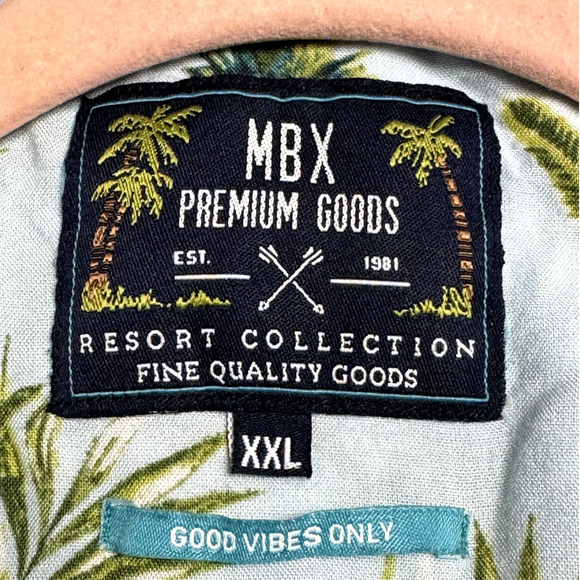 MBX
PREMIUM GOODS
EST. 1981
RESORT COLLECTION
FINE QUALITY GOODS
XXL
GOOD VIBES ONLY